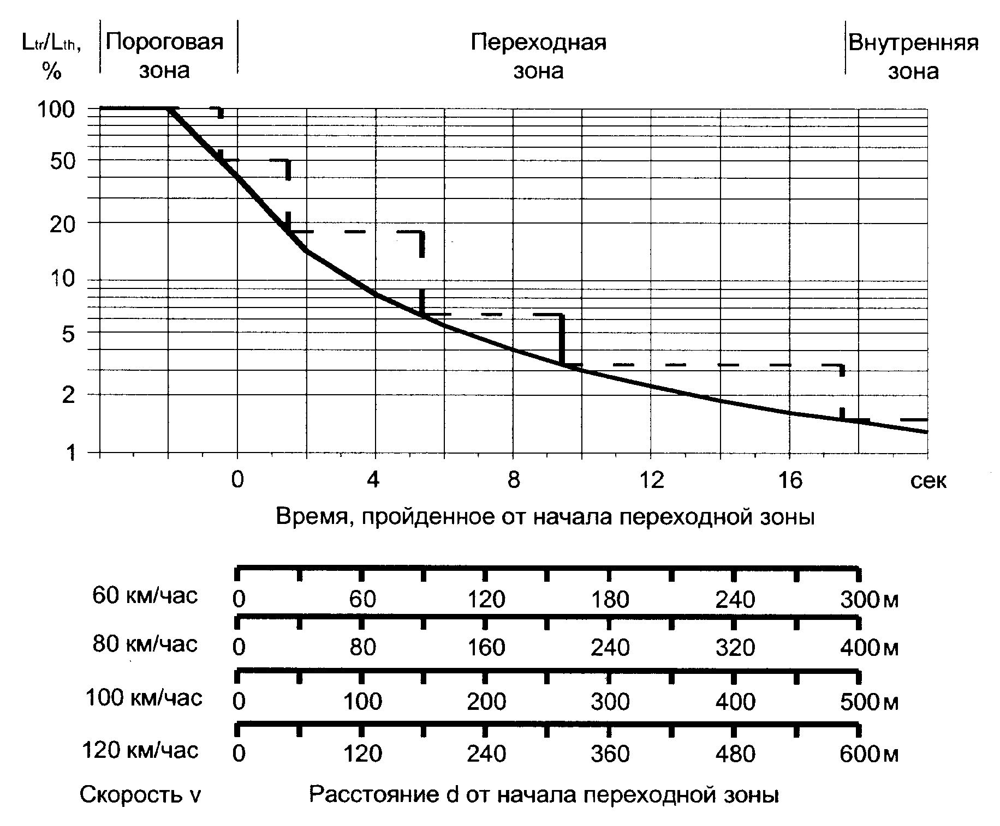 Ltr/Lth,
%
Пороговая
зона
Переходная
зона
Внутренняя
зона
100
50
20
10
5
2
1
0 4 8 12 16 сек
Время, пройденное от начала переходной зоны
60 км/час 0 60 120 180 240 300 м
80 км/час 0 80 160 240 320 400 м
100 км/час 0 100 200 300 400 500 м
120 км/час 0 120 240 360 480 600 м
Скорость v Расстояние d от начала переходной зоны